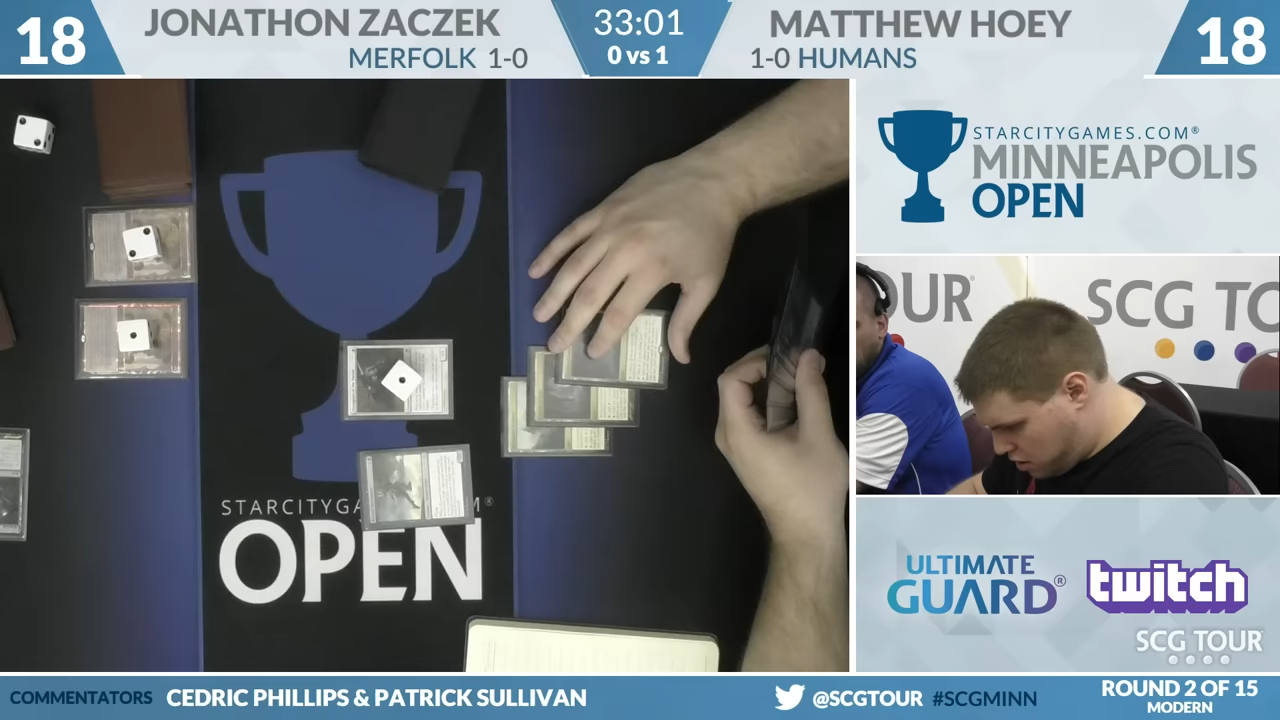 18
JONATHON ZACZEK
MERFOLK 1-0
33:01
0 vs 1
MATTHEW HOEY
1-0 HUMANS
18
STARCITYGAMES.COM®
MINNEAPOLIS
OPEN
OUR®
SCG TO
STARCITYGA M®
OPEN
ULTIMATE
GUARD®
twitch
SCG TOUR
COMMENTATORS CEDRIC PHILLIPS & PATRICK SULLIVAN
@SCGTOUR #SCGMINN
ROUND 2 OF 15
MODERN